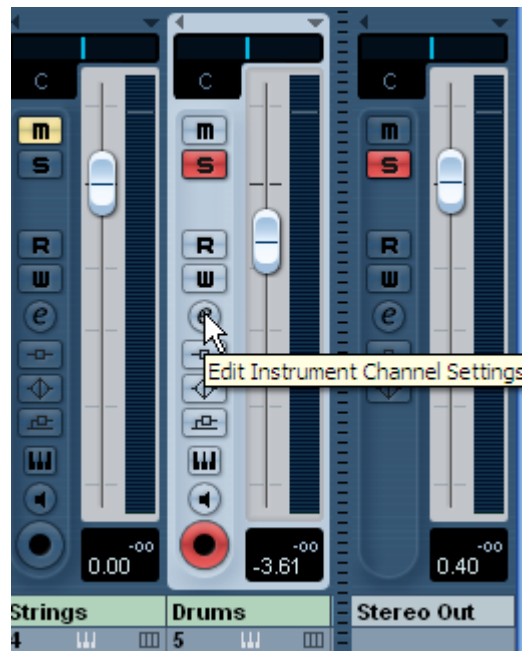 C C C
m m m
S S S
R R R
W W W
e e e
Edit Instrument Channel Settings
-oo -oo -oo
0.00 -3.61 0.40
Strings Drums Stereo Out
4 5